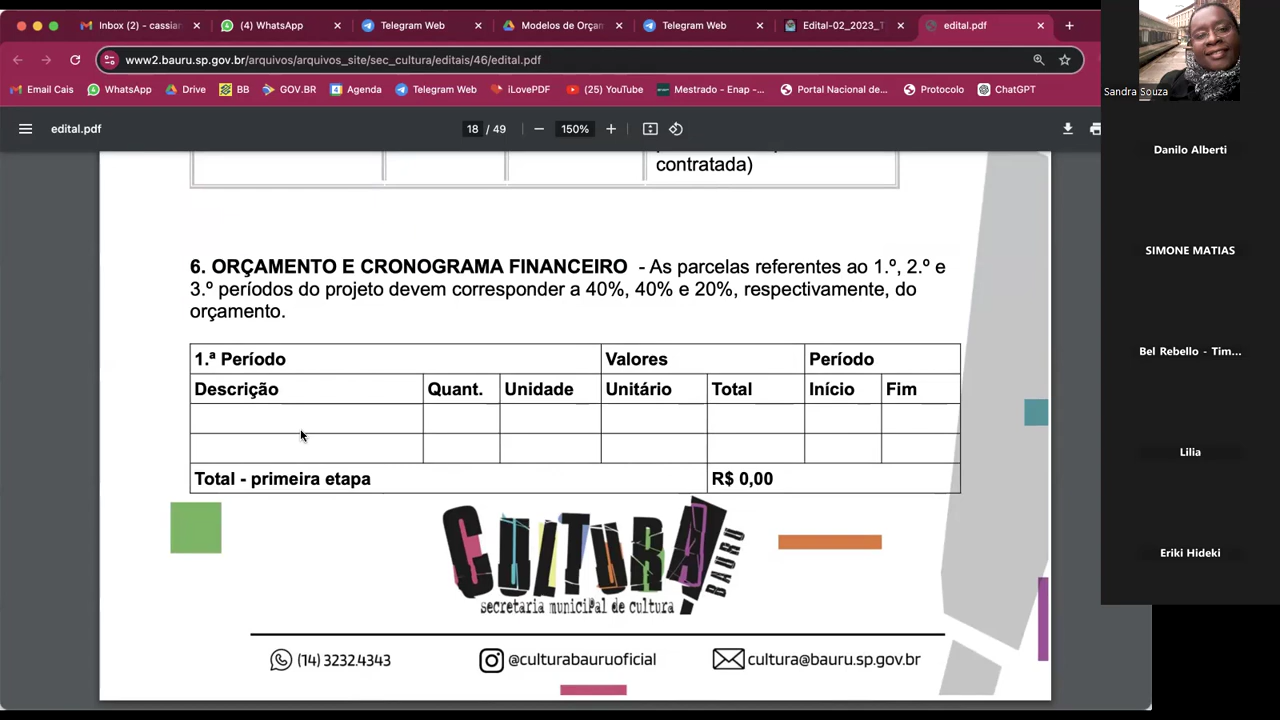 Inbox (2) - cassian
(4) WhatsApp
Telegram Web
Modelos de Orçam
Telegram Web
Edital-02_2023_T
edital.pdf
www2.bauru.sp.gov.br/arquivos/arquivos_site/sec_cultura/editais/46/edital.pdf
Email Cais
WhatsApp
Drive
BB
GOV.BR
Agenda
Telegram Web
iLovePDF
(25) YouTube
Mestrado - Enap -...
Portal Nacional de...
Protocolo
ChatGPT
edital.pdf
18 / 49
150%
contratada)
6. ORÇAMENTO E CRONOGRAMA FINANCEIRO - As parcelas referentes ao 1.º, 2.º e
3.º períodos do projeto devem corresponder a 40%, 40% e 20%, respectivamente, do
orçamento.
1.ª Período Valores Período
Descrição Quant. Unidade Unitário Total Início Fim
Total - primeira etapa R$ 0,00
CULTURA!
BAURU
secretaria municipal de cultura
(14) 3232.4343
@culturabauruoficial
cultura@bauru.sp.gov.br
Sandra Souza
Danilo Alberti
SIMONE MATIAS
Bel Rebello - Tim...
Lilia
Eriki Hideki